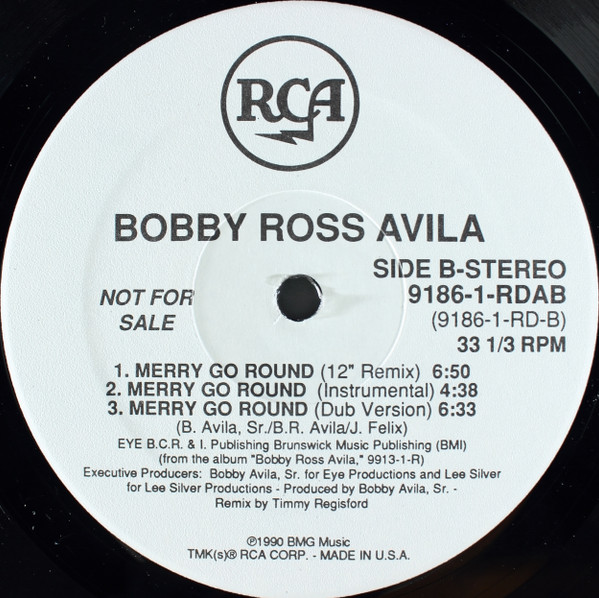 RCA
BOBBY ROSS AVILA
SIDE B-STEREO
9186-1-RDAB
(9186-1-RD-B)
33 1/3 RPM
NOT FOR
SALE
1. MERRY GO ROUND (12" Remix) 6:50
2. MERRY GO ROUND (Instrumental) 4:38
3. MERRY GO ROUND (Dub Version) 6:33
(B. Avila, Sr./B.R. Avila/J. Felix)
EYE B.C.R. & I. Publishing Brunswick Music Publishing (BMI)
(from the album "Bobby Ross Avila," 9913-1-R)
Executive Producers: Bobby Avila, Sr. for Eye Productions and Lee Silver
for Lee Silver Productions - Produced by Bobby Avila, Sr. -
Remix by Timmy Regisford
℗1990 BMG Music
TMK(s)® RCA CORP. - MADE IN U.S.A.